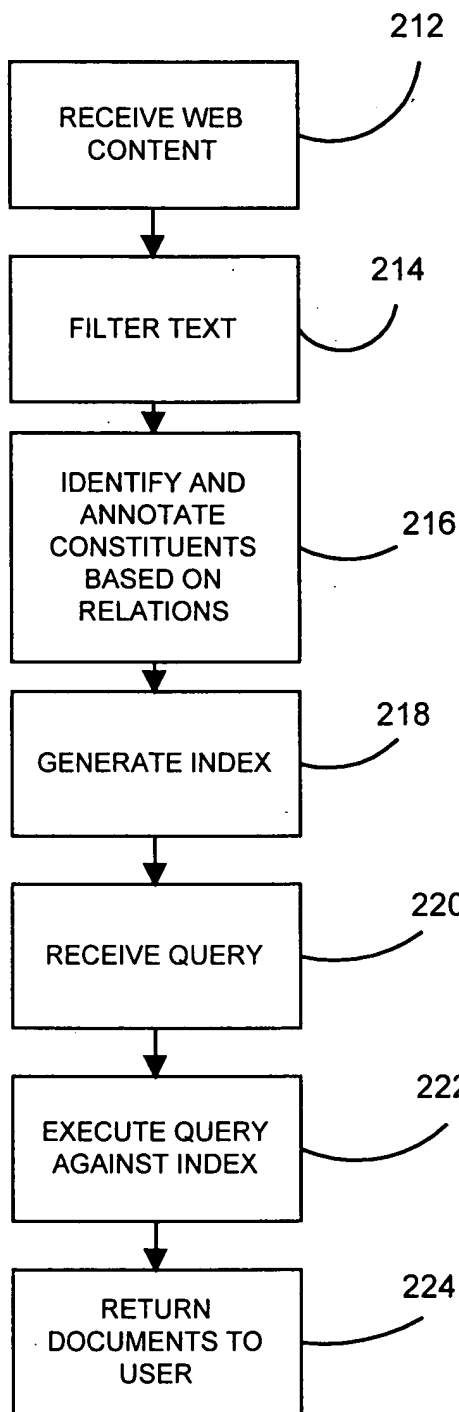 212
RECEIVE WEB
CONTENT
214
FILTER TEXT
IDENTIFY AND
ANNOTATE
CONSTITUENTS
BASED ON
RELATIONS
216
218
GENERATE INDEX
220
RECEIVE QUERY
222
EXECUTE QUERY
AGAINST INDEX
224
RETURN
DOCUMENTS TO
USER